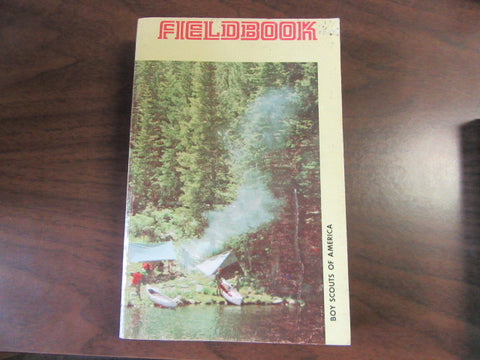 FIELDBOOK
BOY SCOUTS OF AMERICA